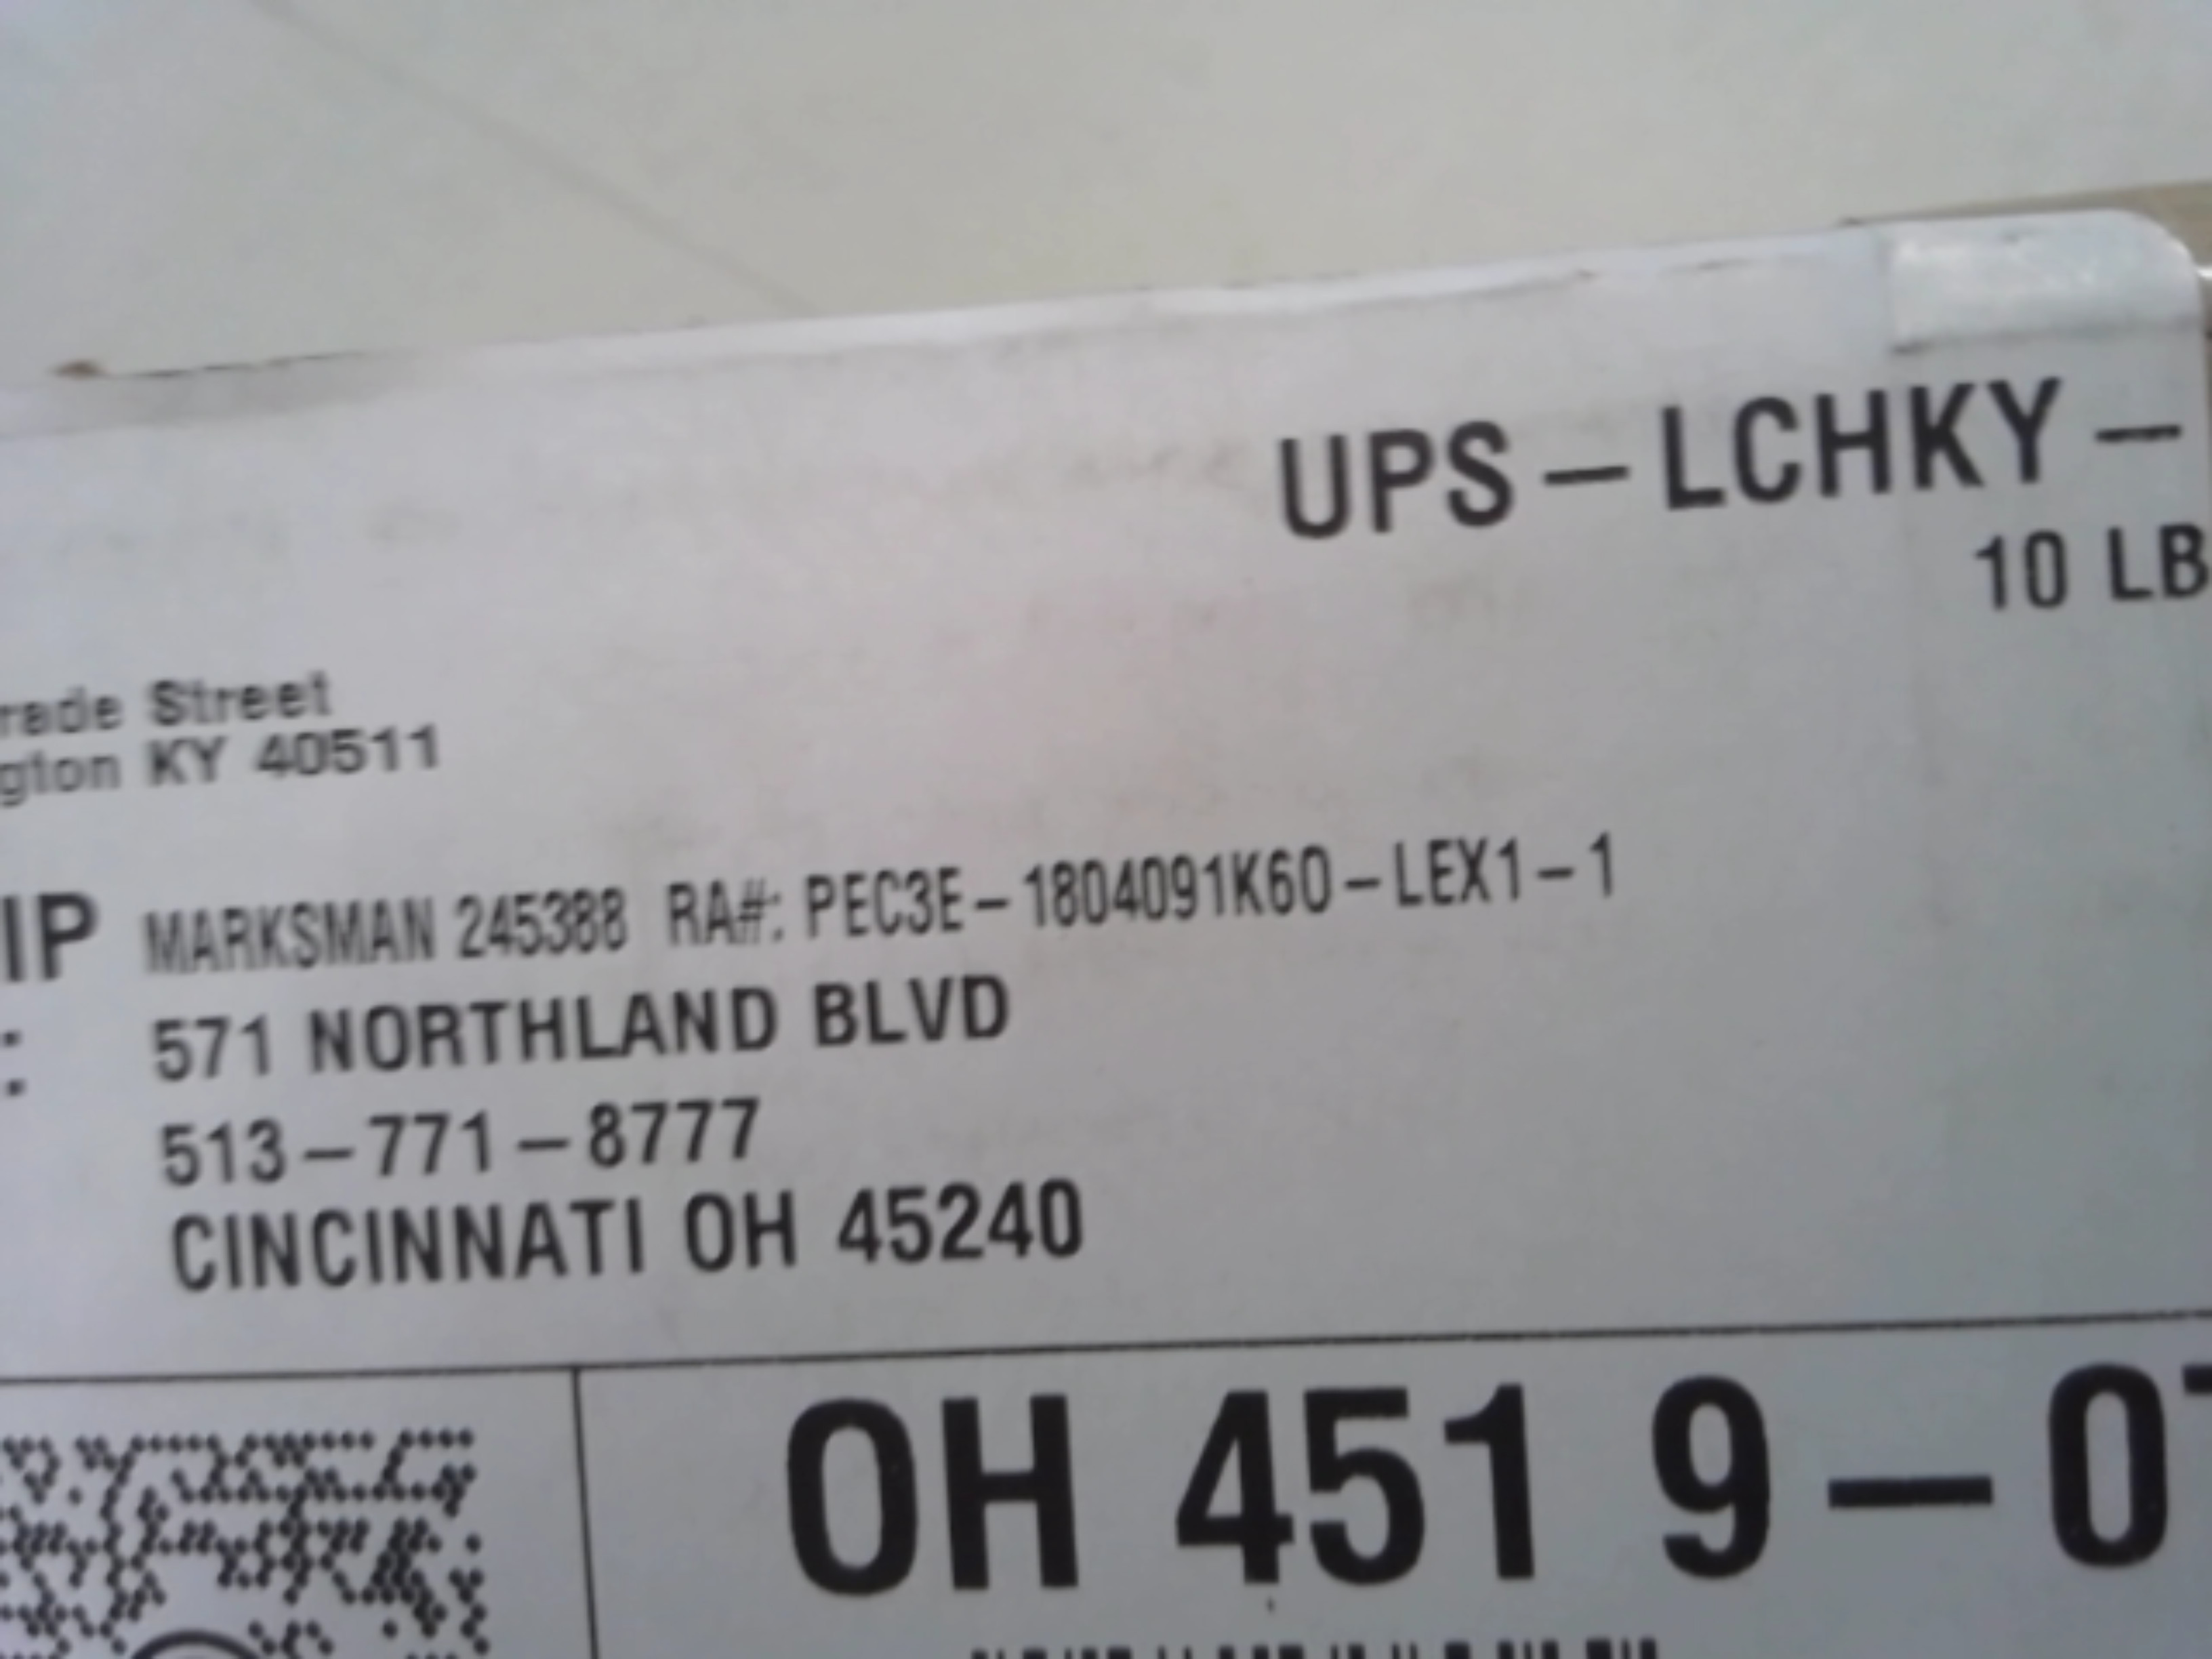 UPS – LCHKY –
10 LB
rade Street
gton KY 40511
IP MARKSMAN 245388 RA#: PEC3E – 1804091K60 – LEX1 – 1
: 571 NORTHLAND BLVD
513 – 771 – 8777
CINCINNATI OH 45240
OH 451 9 – 0